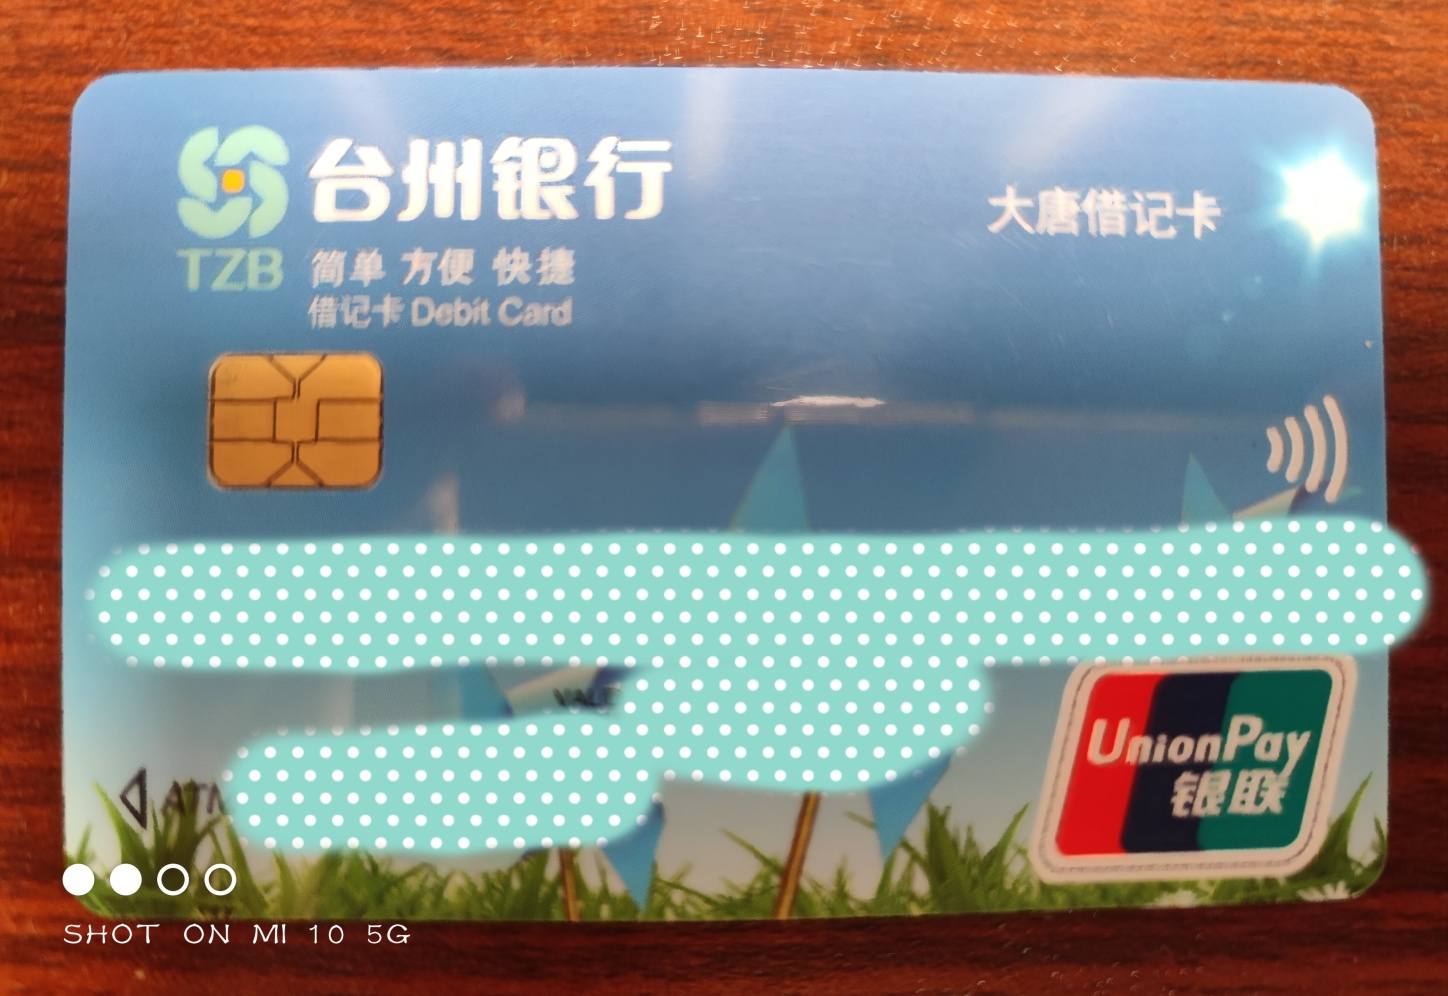 台州银行
大唐借记卡
TZB
简单 方便 快捷
借记卡 Debit Card
ATM
UnionPay
银联
SHOT ON MI 10 5G